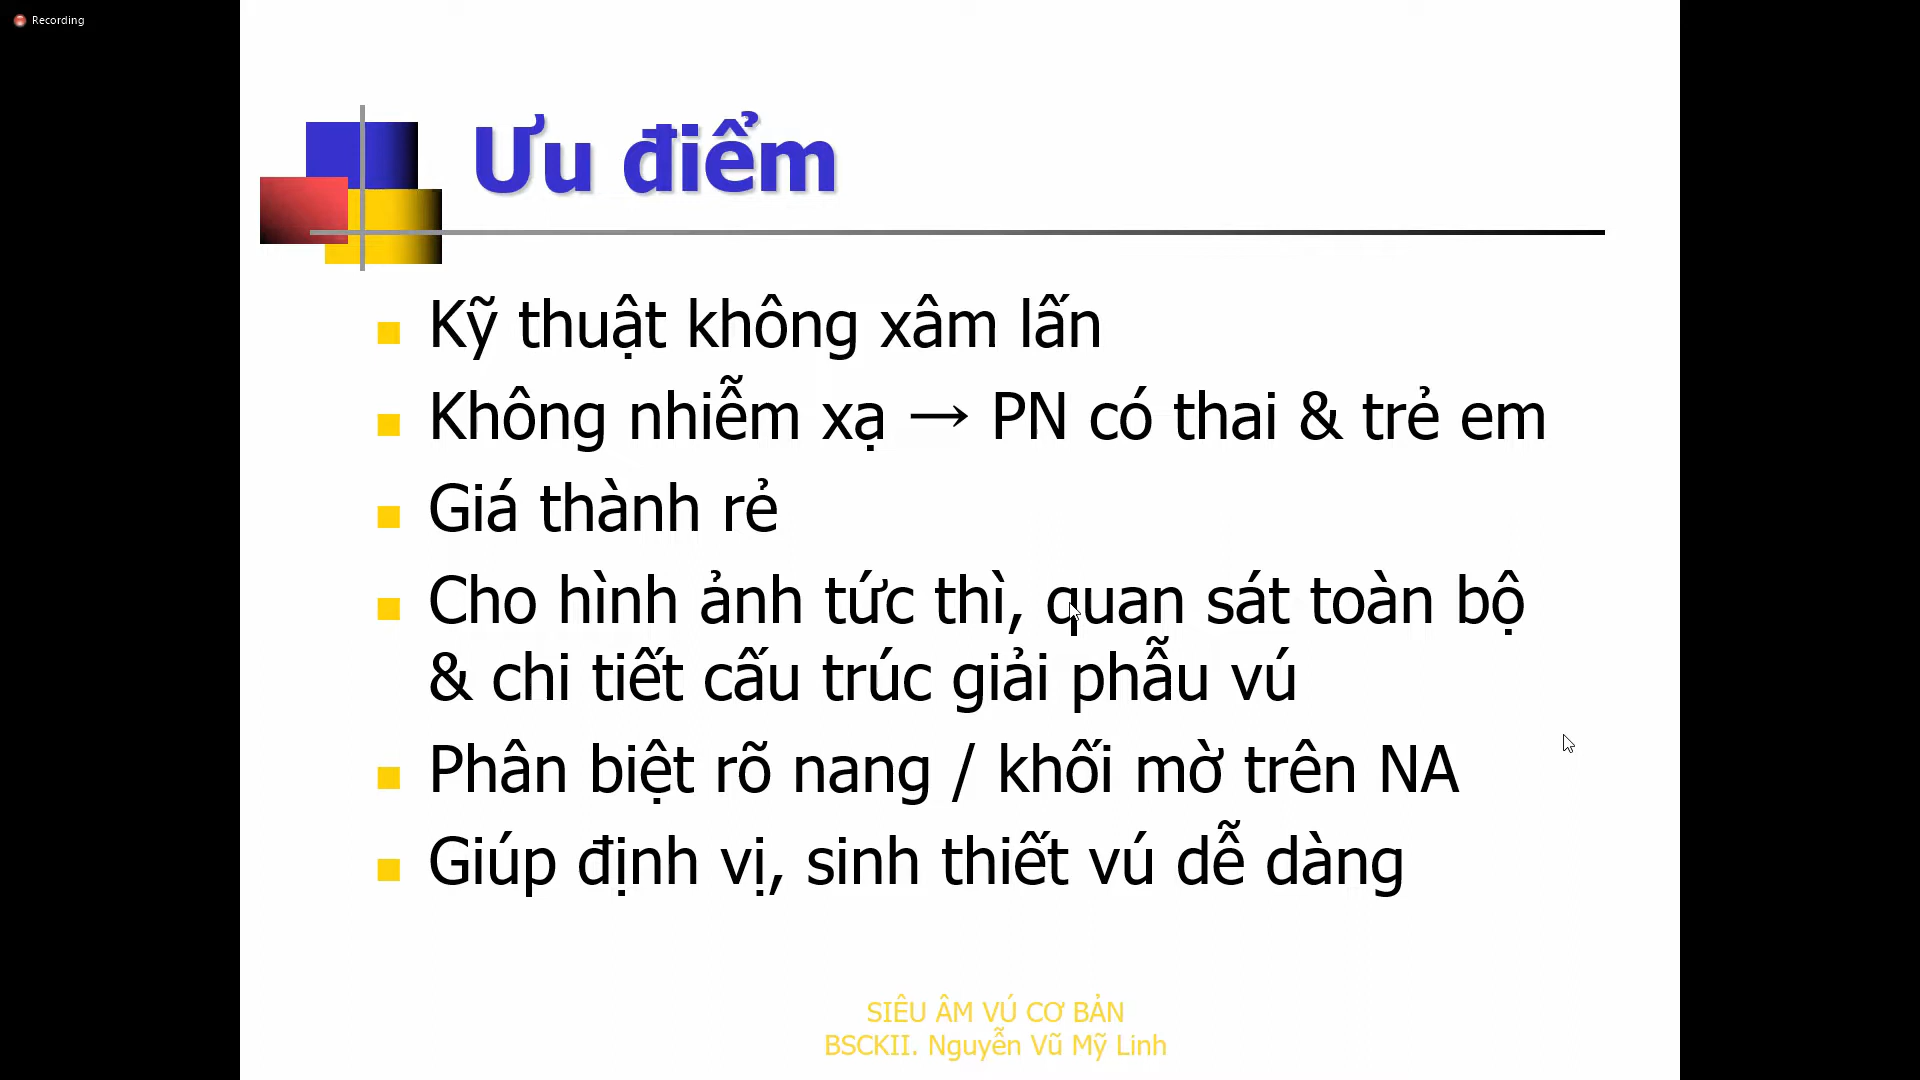 Recording
Ưu điểm
Kỹ thuật không xâm lấn
Không nhiễm xạ → PN có thai & trẻ em
Giá thành rẻ
Cho hình ảnh tức thì, quan sát toàn bộ
& chi tiết cấu trúc giải phẫu vú
Phân biệt rõ nang / khối mờ trên NA
Giúp định vị, sinh thiết vú dễ dàng
SIÊU ÂM VÚ CƠ BẢN
BSCKII. Nguyễn Vũ Mỹ Linh